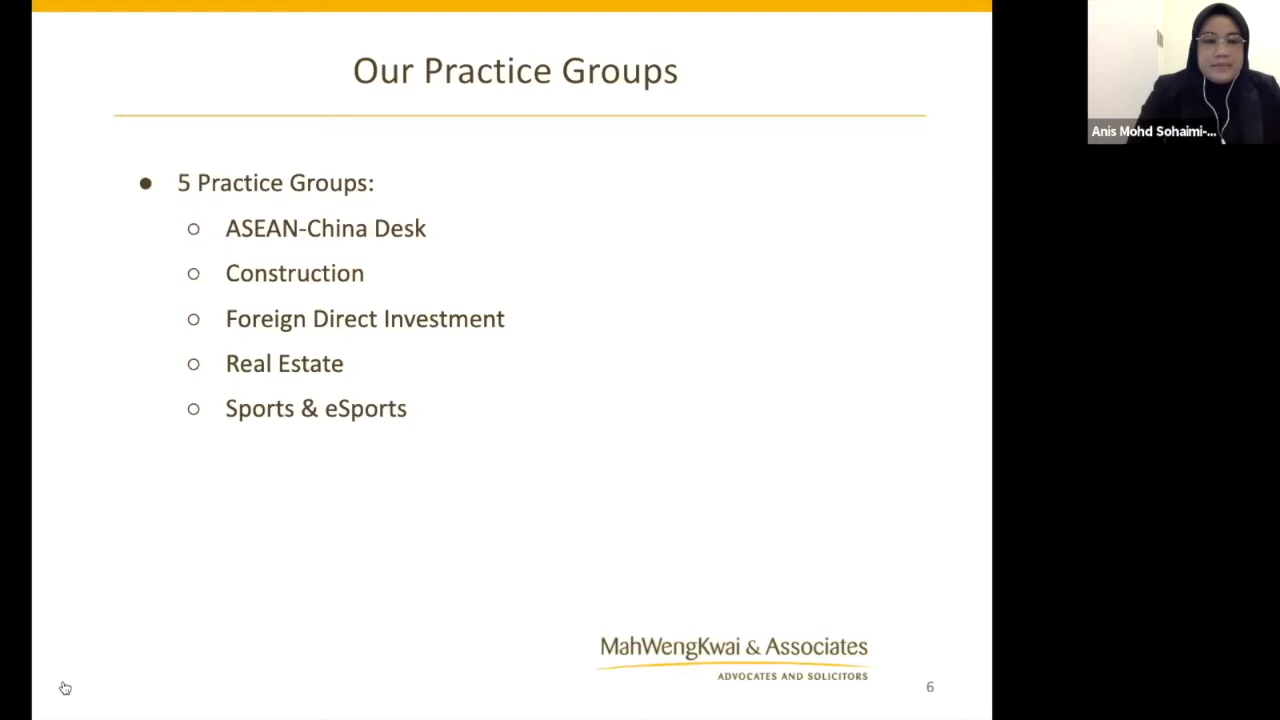 Our Practice Groups
● 5 Practice Groups:
○ ASEAN-China Desk
○ Construction
○ Foreign Direct Investment
○ Real Estate
○ Sports & eSports
MahWengKwai & Associates
ADVOCATES AND SOLICITORS
6
Anis Mohd Sohaimi-...